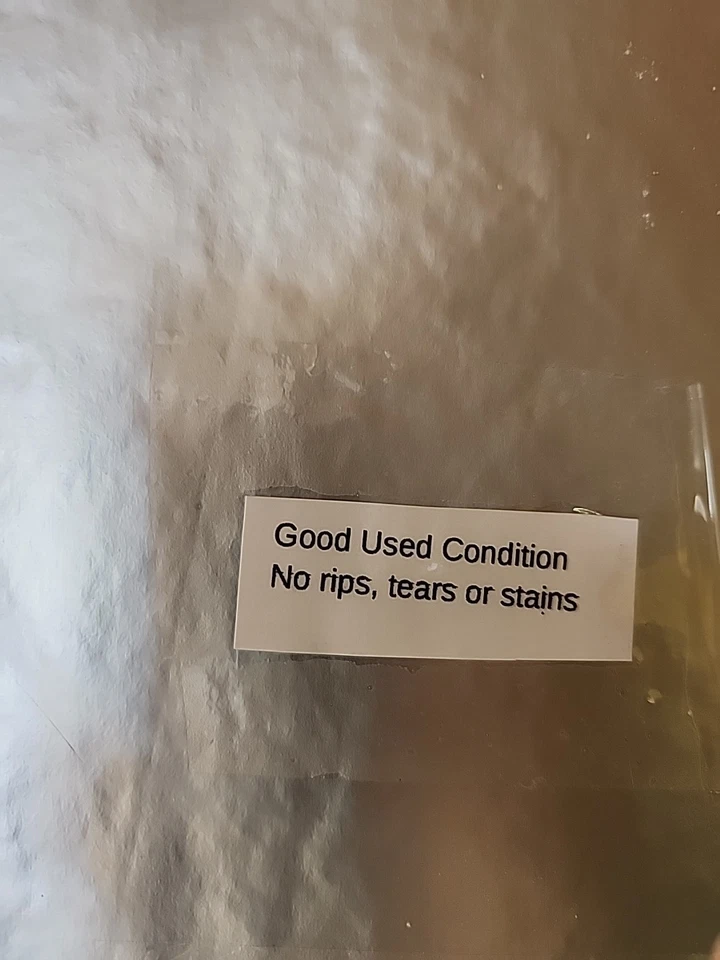 Good Used Condition
No rips, tears or stains